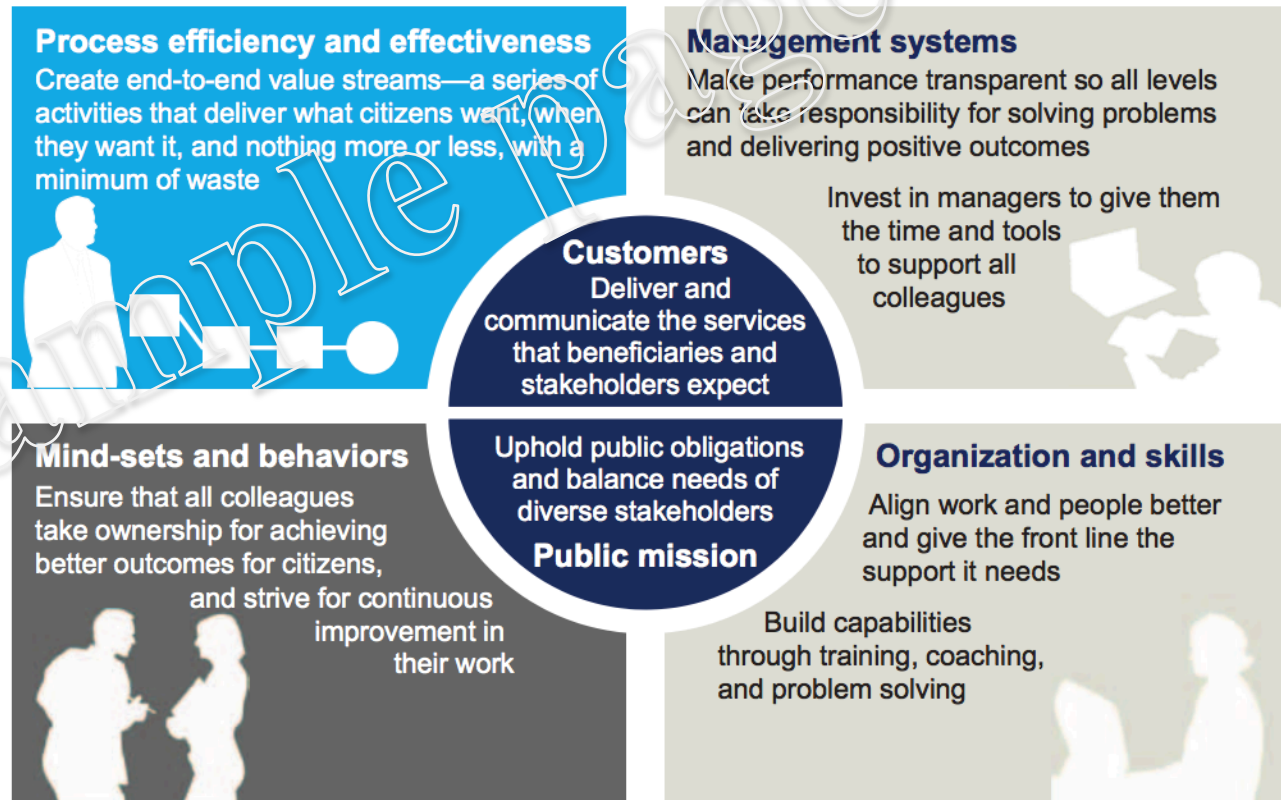 Process efficiency and effectiveness
Create end-to-end value streams—a series of
activities that deliver what citizens want, when
they want it, and nothing more or less, with a
minimum of waste
Management systems
Make performance transparent so all levels
can take responsibility for solving problems
and delivering positive outcomes
Invest in managers to give them
the time and tools
to support all
colleagues
Customers
Deliver and
communicate the services
that beneficiaries and
stakeholders expect
Uphold public obligations
and balance needs of
diverse stakeholders
Public mission
Mind-sets and behaviors
Ensure that all colleagues
take ownership for achieving
better outcomes for citizens,
and strive for continuous
improvement in
their work
Organization and skills
Align work and people better
and give the front line the
support it needs
Build capabilities
through training, coaching,
and problem solving
ample page